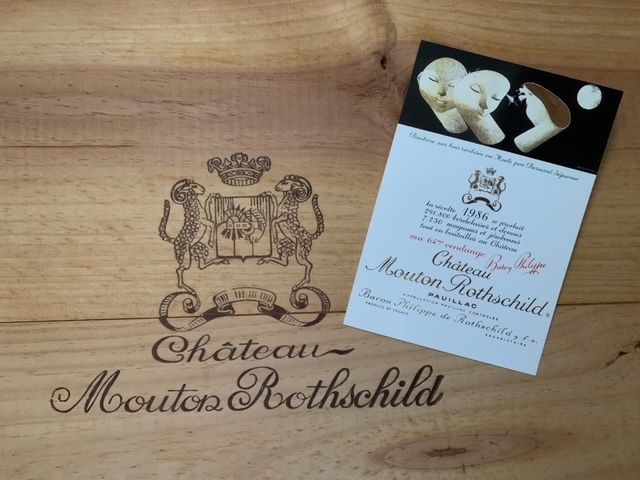 Château
Mouton Rothschild
Peinture sur bois réalisée en Haïti par Bernard Séjourné
la récolte 1986 a produit
291.800 bordelaises et demies
7.250 magnums et jéroboams
tout en bouteilles au Château
ma 64ème vendange Baron Philippe
Château
Mouton Rothschild®
PAUILLAC
APPELLATION PAUILLAC CONTROLÉE
PRODUCE OF FRANCE
Baron Philippe de Rothschild g.f.a.
PROPRIÉTAIRE